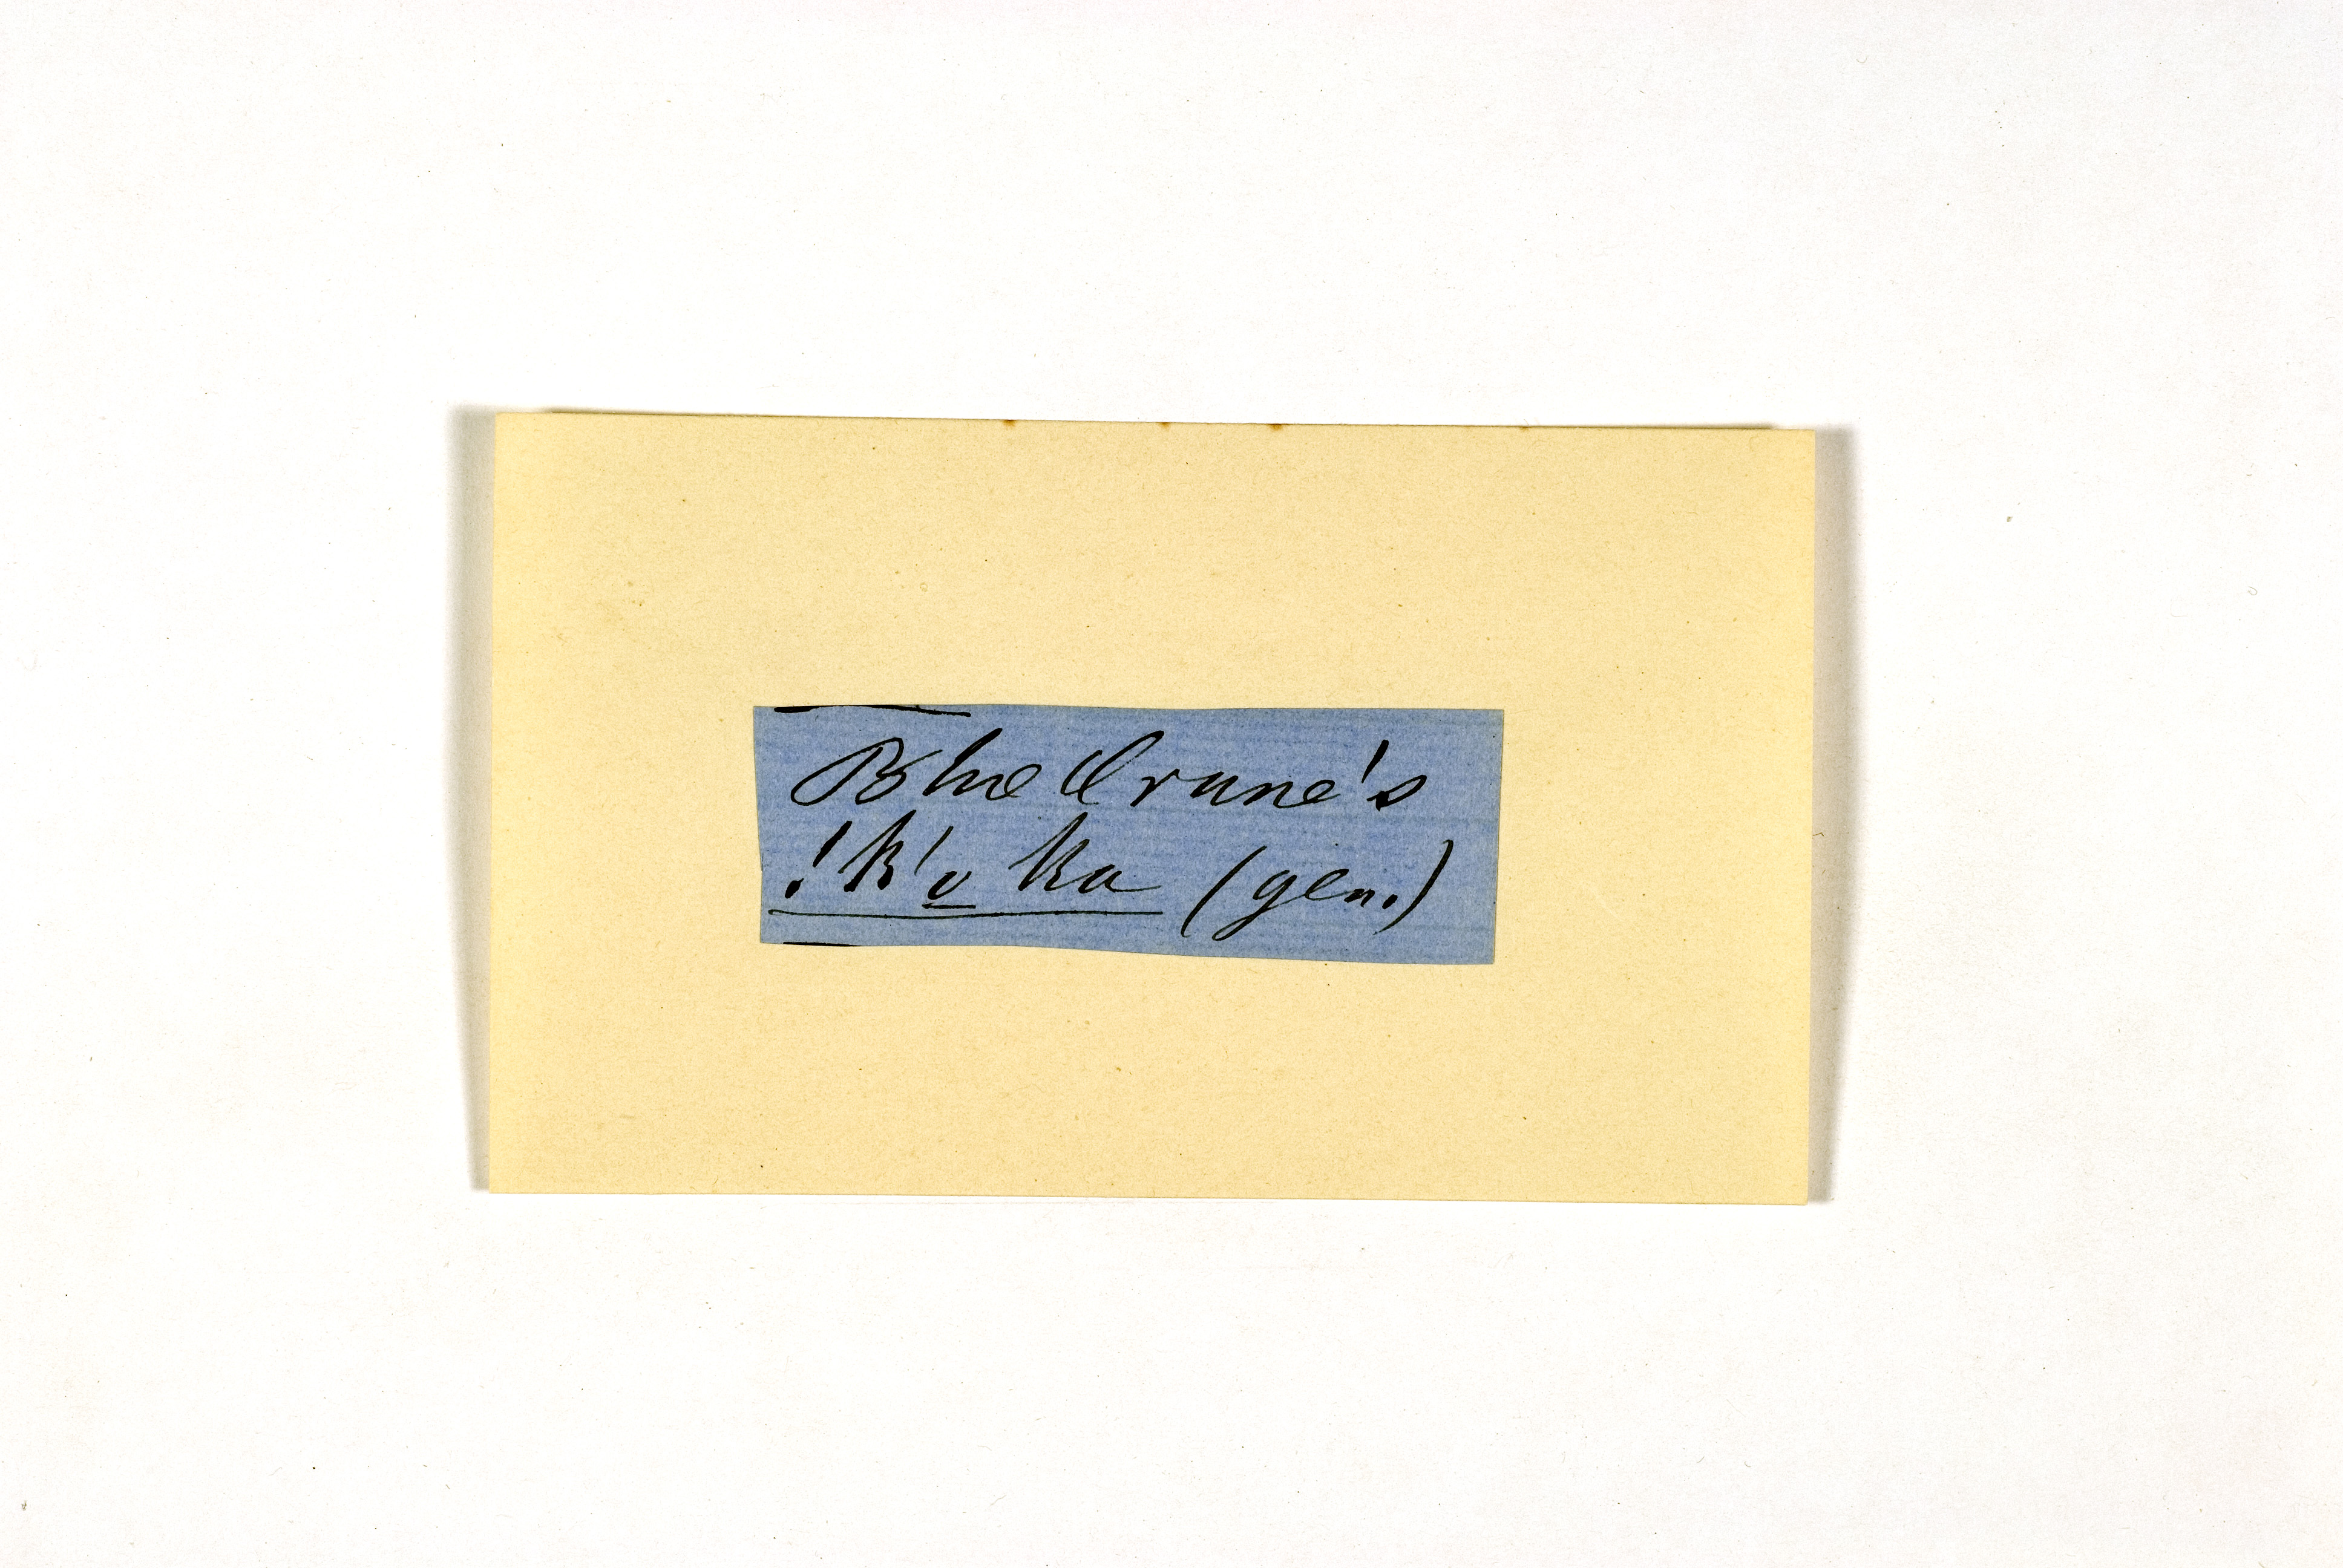 Blue Crane's
!k'o̲ ka (gen.)